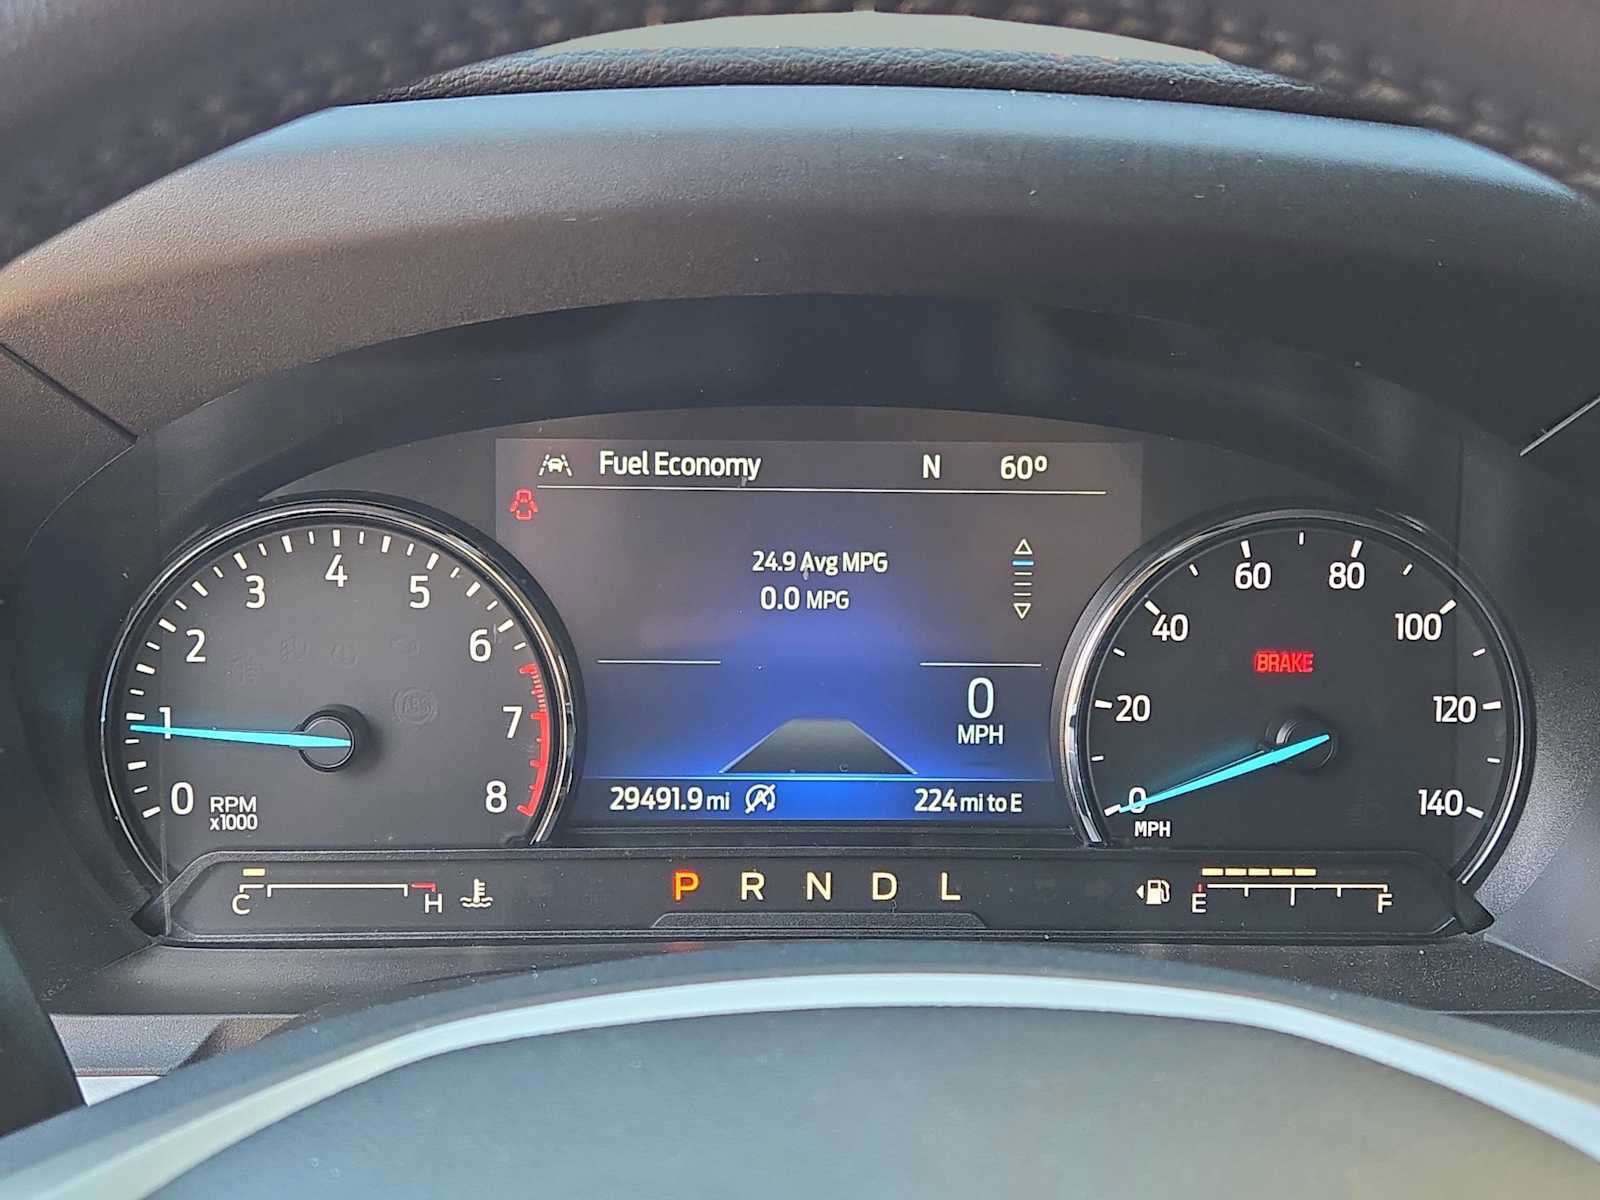 Fuel Economy N 60º
24.9 Avg MPG
0.0 MPG
0 MPH
29491.9 mi A 224 mi to E
0 1 2 3 4 5 6 7 8
RPM
x1000
ABS
0 20 40 60 80 100 120 140
BRAKE
MPH
C H
P R N D L
E F